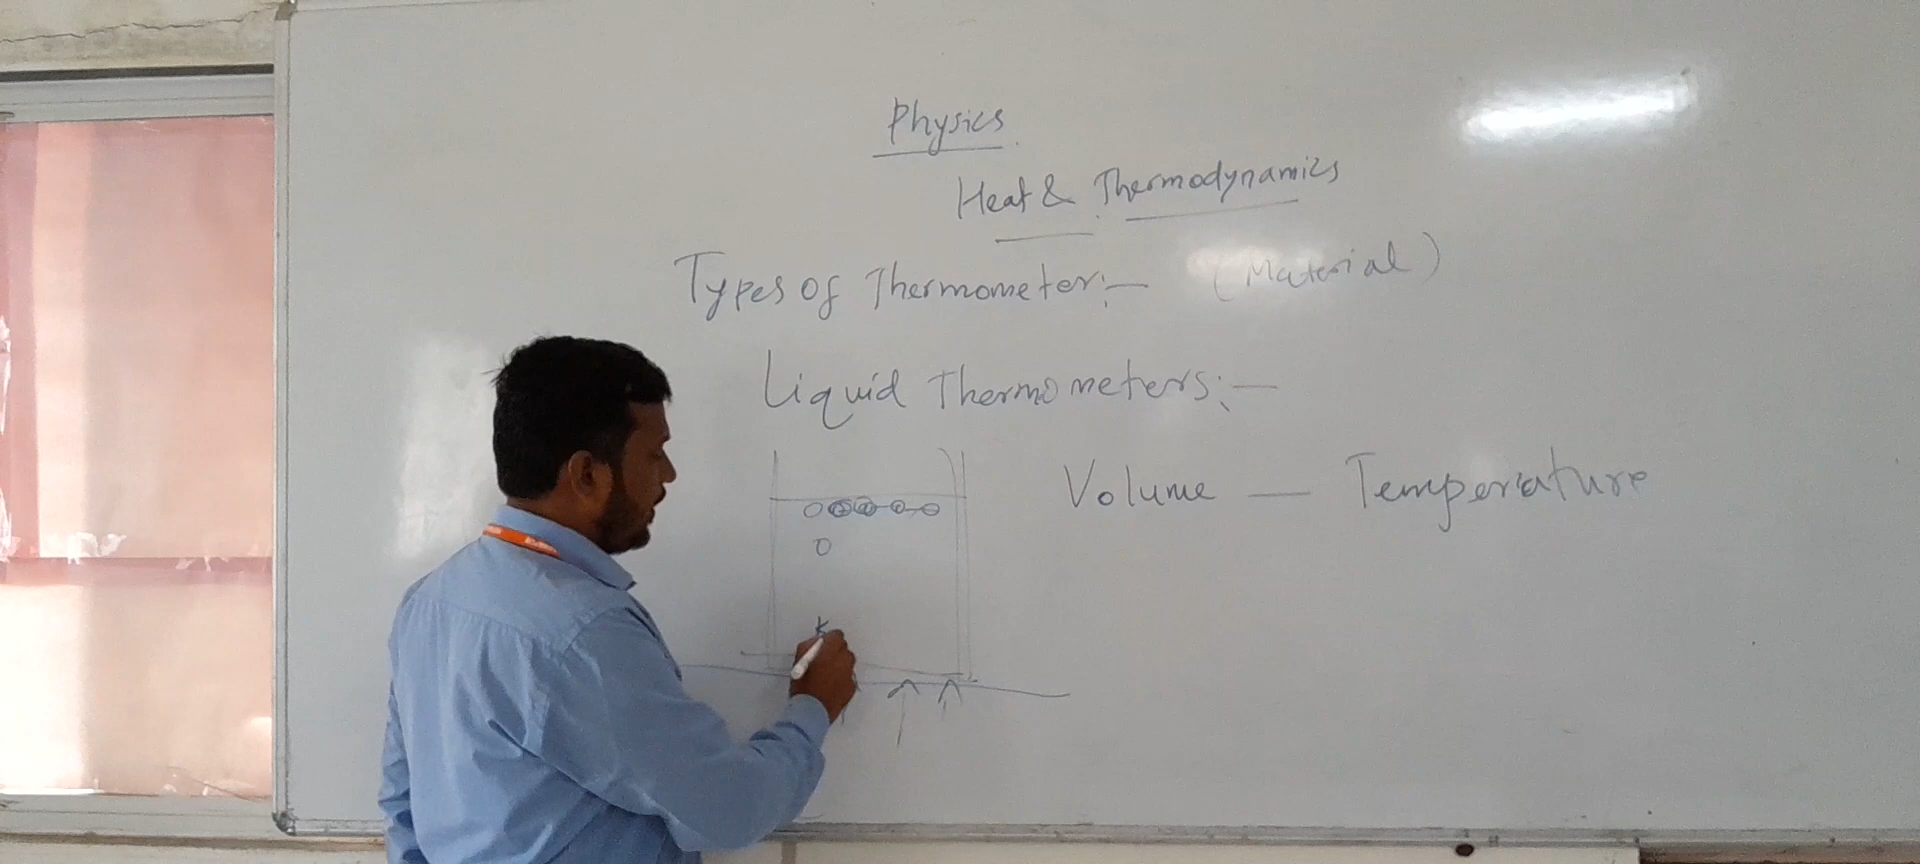 Physics
Heat & Thermodynamics
Types of Thermometer:— (Material)
Liquid Thermometers:—
Volume — Temperature